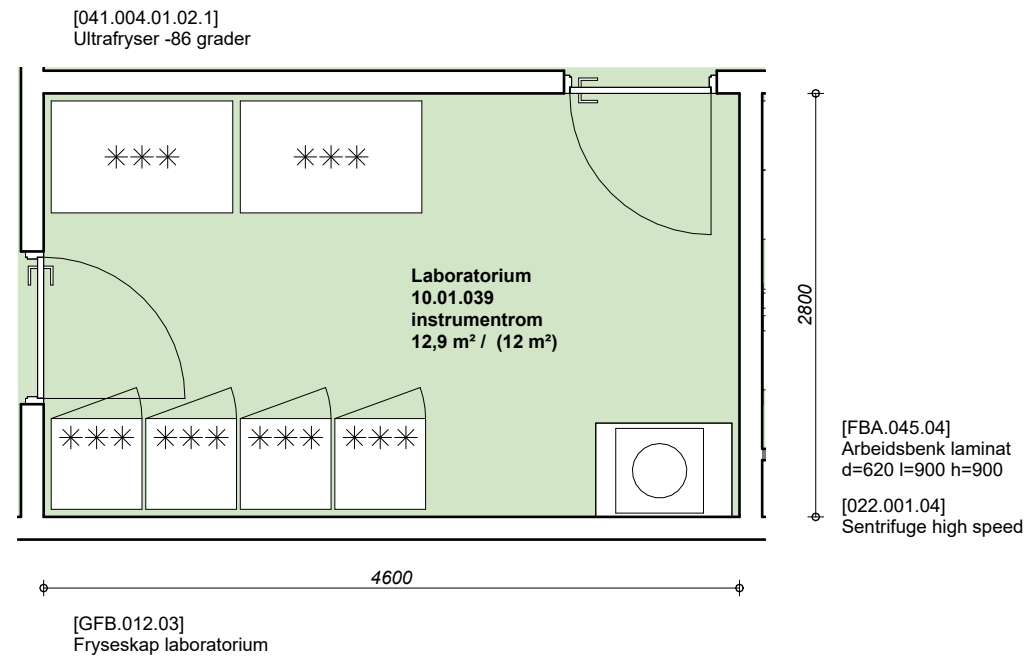 [041.004.01.02.1]
Ultrafryser -86 grader
Laboratorium
10.01.039
instrumentrom
12,9 m² / (12 m²)
2800
[FBA.045.04]
Arbeidsbenk laminat
d=620 l=900 h=900
[022.001.04]
Sentrifuge high speed
4600
[GFB.012.03]
Fryseskap laboratorium